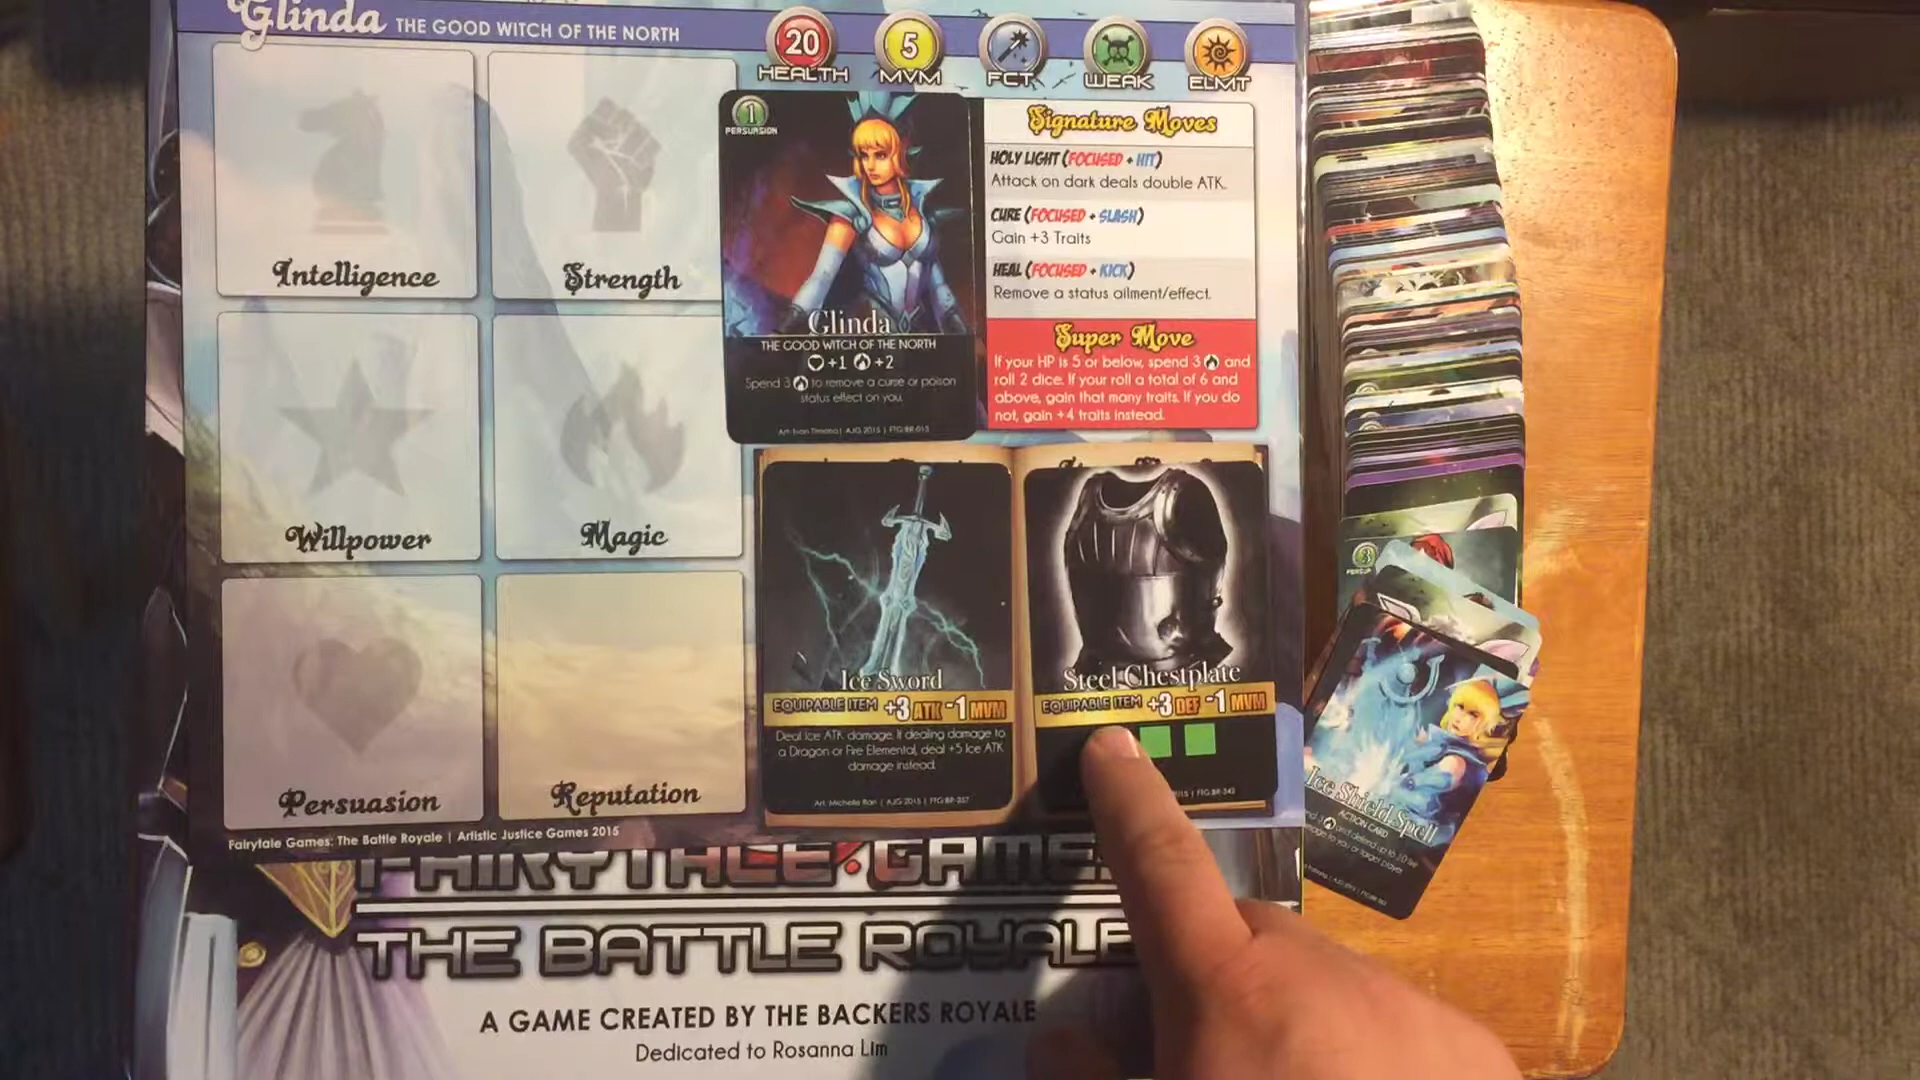 Glinda THE GOOD WITCH OF THE NORTH
20
HEALTH
5
MVM
FCT
WEAK
ELMT
Intelligence
Strength
Willpower
Magic
Persuasion
Reputation
1
PERSUASION
Glinda
THE GOOD WITCH OF THE NORTH
+1 +2
Spend 3 to remove a curse or poison
status effect on you.
Signature Moves
HOLY LIGHT (FOCUSED + HIT)
Attack on dark deals double ATK.
CURE (FOCUSED + SLASH)
Gain +3 Traits
HEAL (FOCUSED + KICK)
Remove a status ailment/effect.
Super Move
If your HP is 5 or below, spend 3 and
roll 2 dice. If your roll a total of 6 and
above, gain that many traits. If you do
not, gain +4 traits instead.
Ice Sword
EQUIPABLE ITEM +3 ATK -1 MVM
Deal Ice ATK damage. If dealing damage to
a Dragon or Fire Elemental, deal +5 Ice ATK
damage instead.
Steel Chestplate
EQUIPABLE ITEM +3 DEF -1 MVM
3
Ice Shield Spell
ACTION CARD
Fairytale Games: The Battle Royale | Artistic Justice Games 2015
FAIRYTALE GAMES
THE BATTLE ROYALE
A GAME CREATED BY THE BACKERS ROYALE
Dedicated to Rosanna Lim